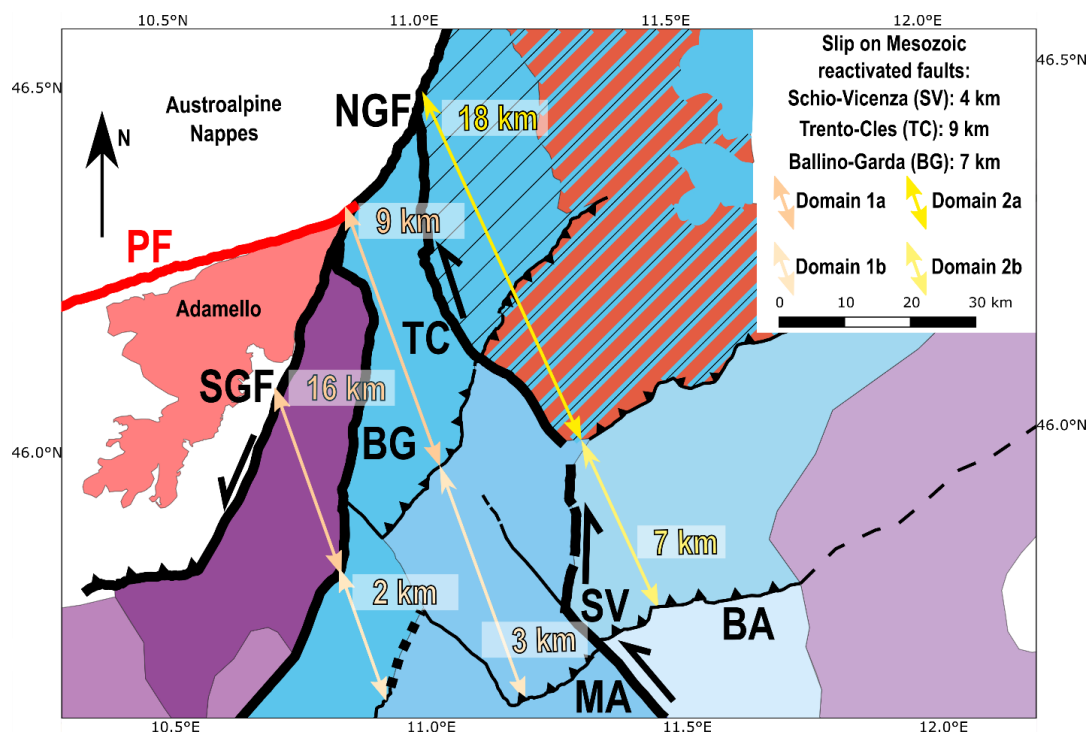 10.5°E 11.0°E 11.5°E 12.0°E
46.5°N
46.5°N
Austroalpine
Nappes
N
NGF
18 km
Slip on Mesozoic
reactivated faults:
Schio-Vicenza (SV): 4 km
Trento-Cles (TC): 9 km
Ballino-Garda (BG): 7 km
Domain 1a
Domain 2a
Domain 1b
Domain 2b
0 10 20 30 km
PF
9 km
Adamello
TC
SGF
16 km
BG
46.0°N
46.0°N
7 km
2 km
SV
BA
3 km
MA
10.5°E 11.0°E 11.5°E 12.0°E